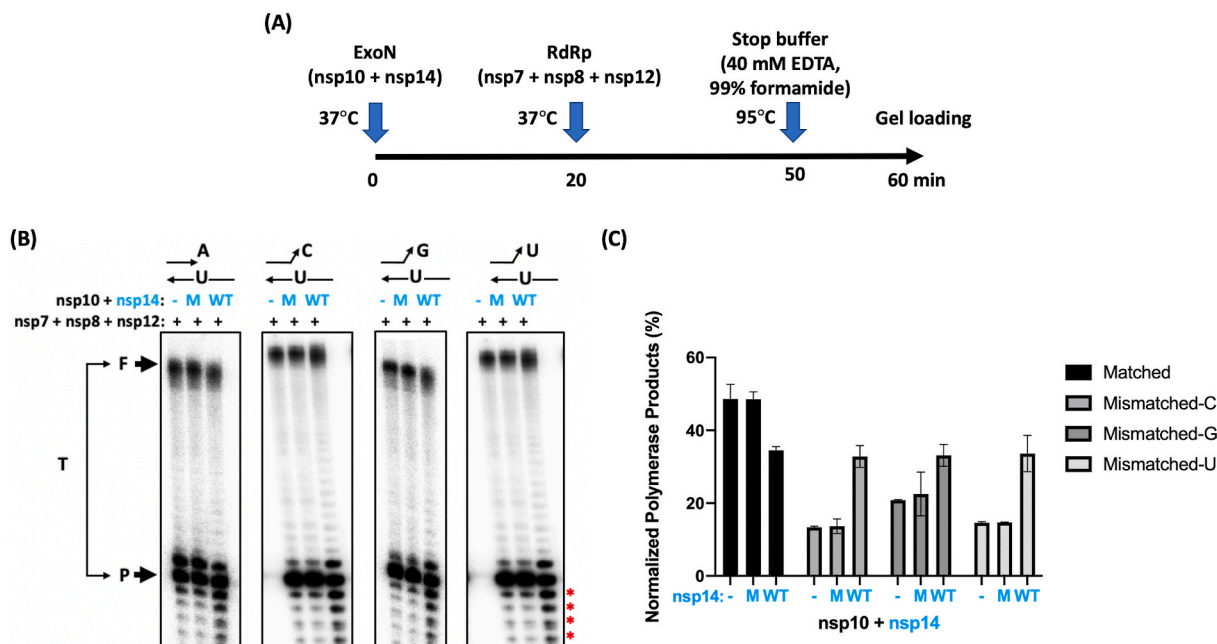 (A)
ExoN
(nsp10 + nsp14)
RdRp
(nsp7 + nsp8 + nsp12)
Stop buffer
(40 mM EDTA,
99% formamide)
37°C
37°C
95°C
Gel loading
0
20
50
60 min
(B)
A
C
G
U
U
U
U
U
nsp10 + nsp14: - M WT - M WT - M WT - M WT
nsp7 + nsp8 + nsp12: + + + + + + + + + + + +
F
T
P
*
*
*
*
(C)
Normalized Polymerase Products (%)
60
40
20
0
Matched
Mismatched-C
Mismatched-G
Mismatched-U
nsp14: - M WT - M WT - M WT - M WT
nsp10 + nsp14